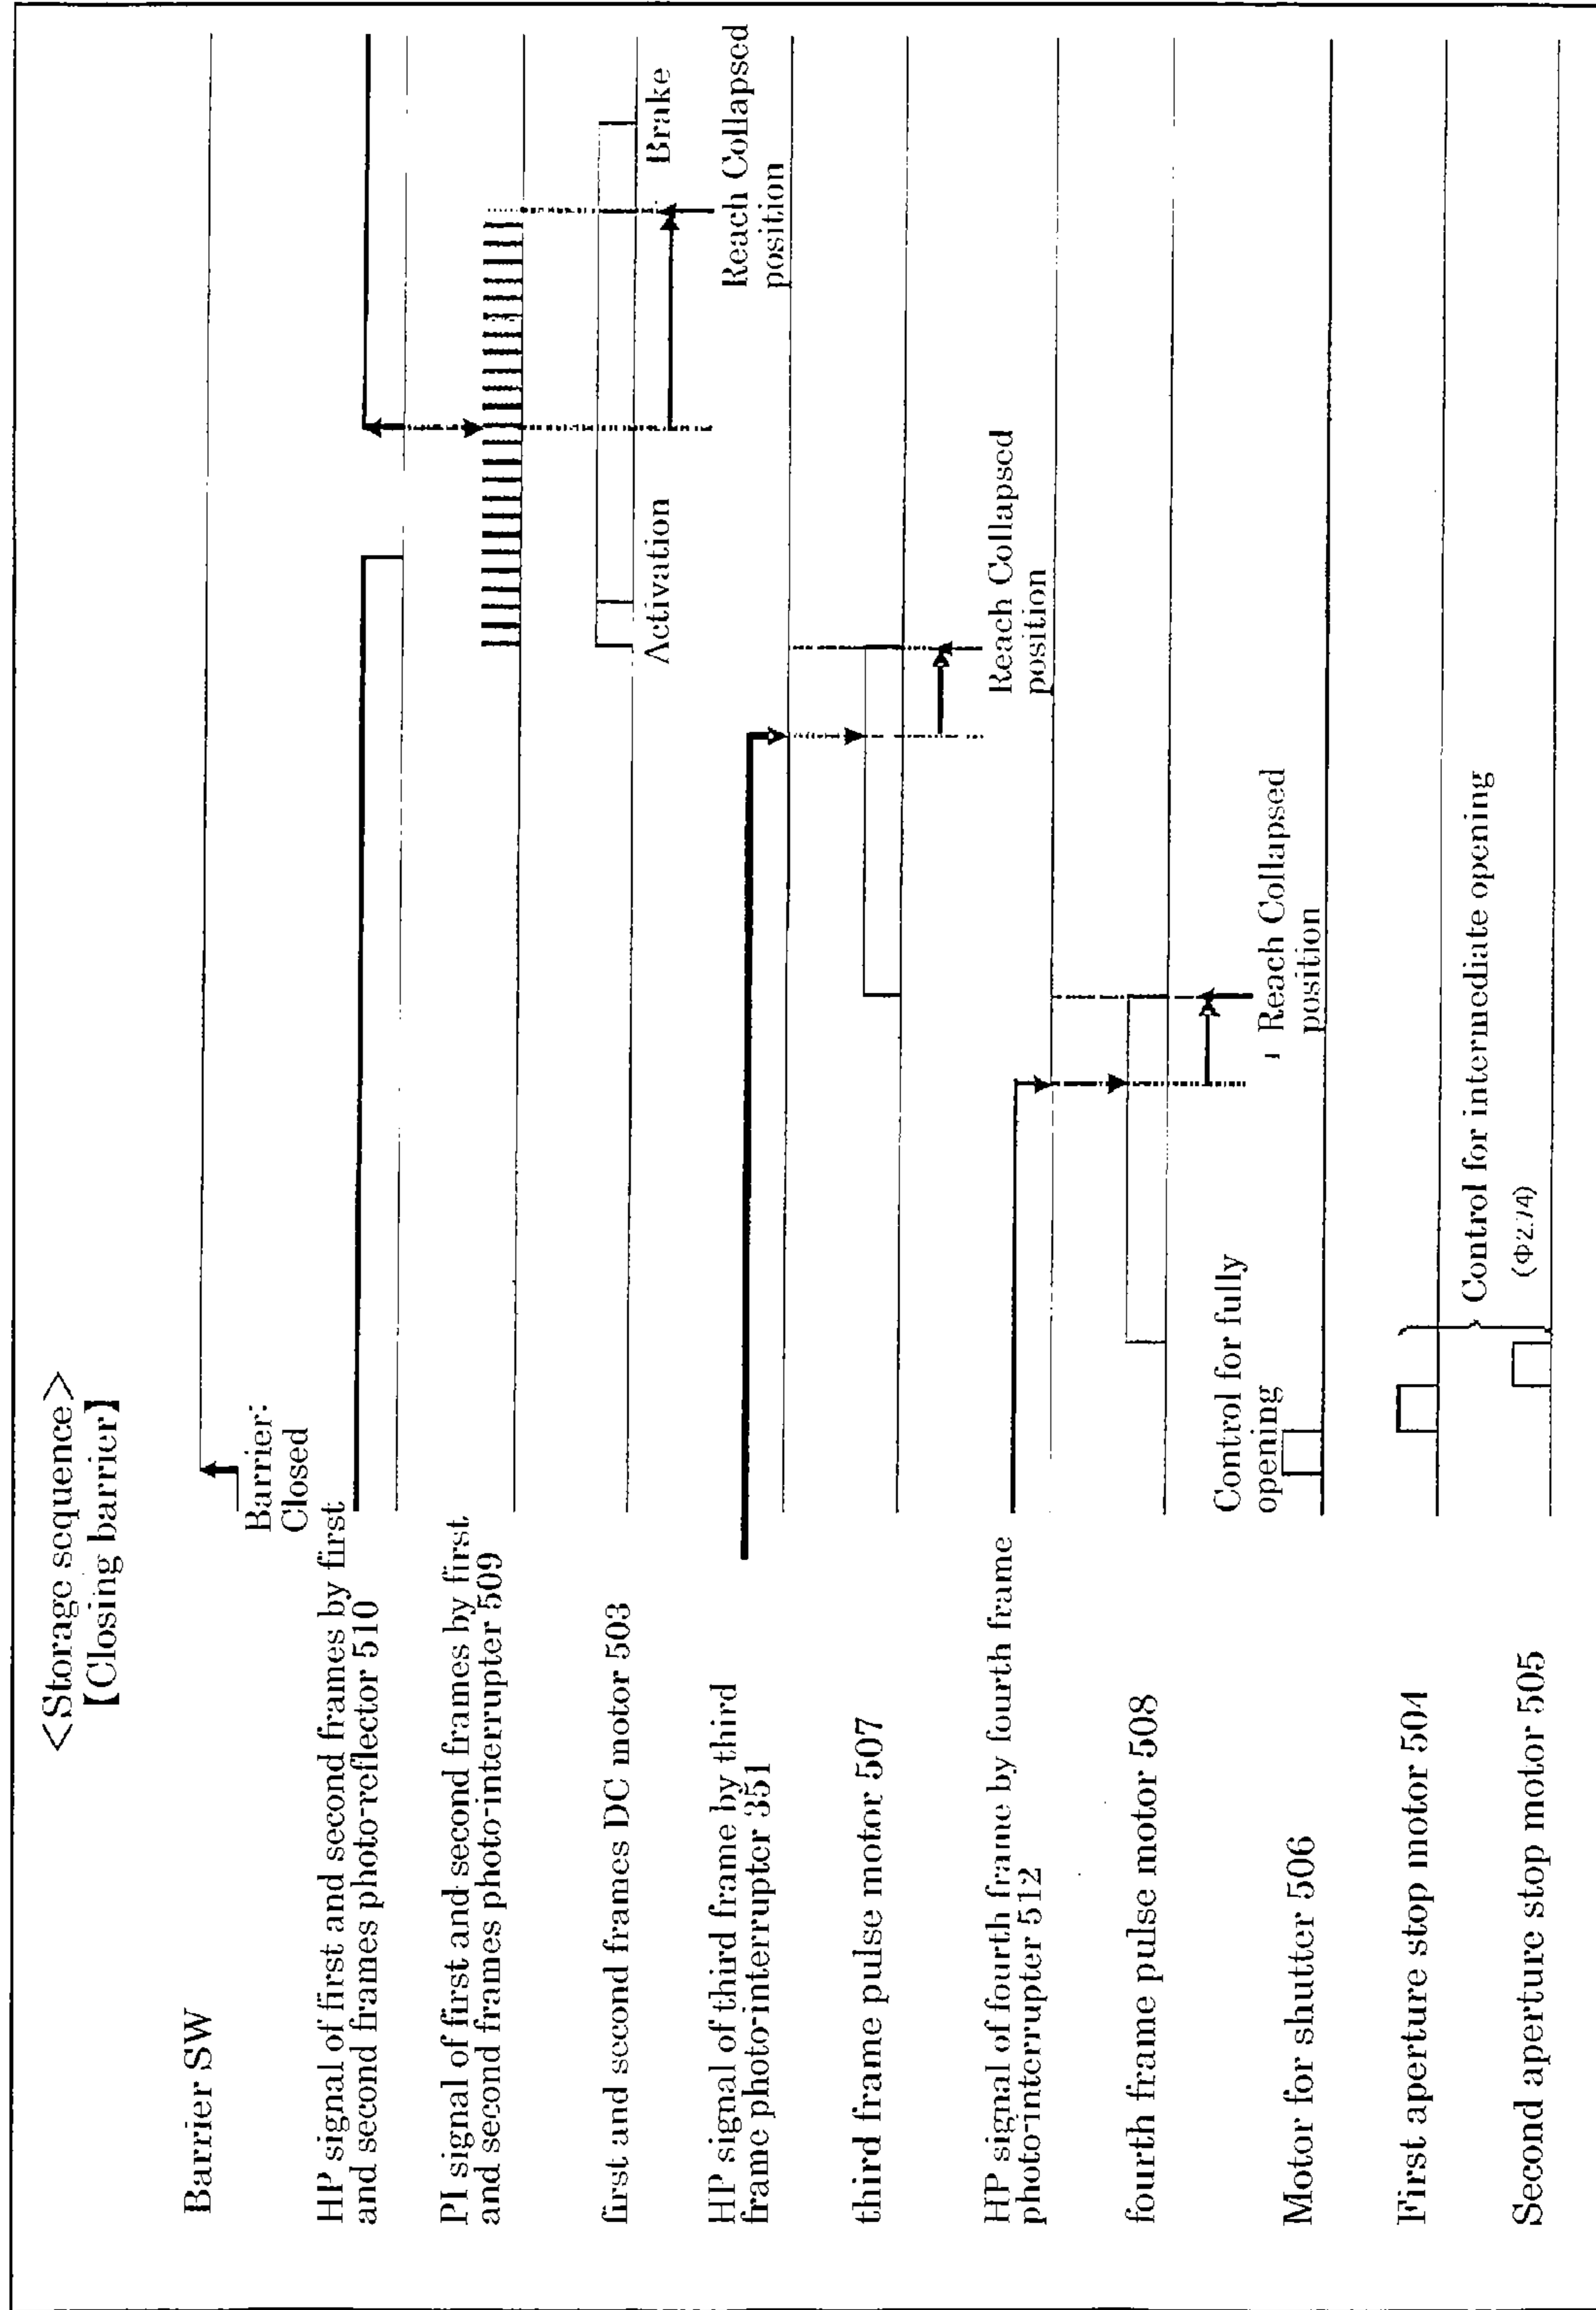 <Storage sequence>
【Closing barrier】
Barrier SW
Barrier:
Closed
HP signal of first and second frames by first
and second frames photo-reflector 510
PI signal of first and second frames by first
and second frames photo-interrupter 509
first and second frames DC motor 503
Activation
Brake
Reach Collapsed
position
HP signal of third frame by third
frame photo-interrupter 351
third frame pulse motor 507
Reach Collapsed
position
HP signal of fourth frame by fourth frame
photo-interrupter 512
fourth frame pulse motor 508
Reach Collapsed
position
Control for fully
opening
Motor for shutter 506
First aperture stop motor 504
Control for intermediate opening
(Φ2.74)
Second aperture stop motor 505